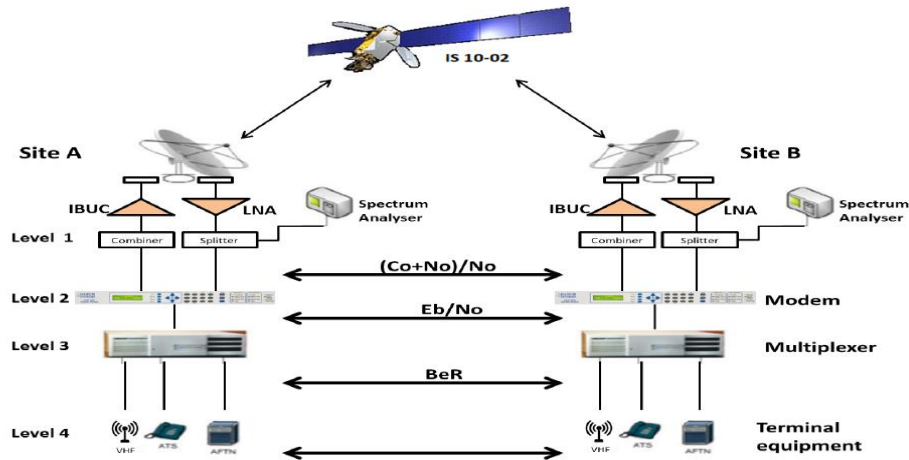 IS 10-02
Site A
Site B
IBUC
LNA
Spectrum
Analyser
IBUC
LNA
Spectrum
Analyser
Level 1
Combiner
Splitter
Combiner
Splitter
(Co+No)/No
Level 2
Modem
Eb/No
Level 3
Multiplexer
BeR
Level 4
VHF
ATS
AFTN
VHF
ATS
AFTN
Terminal
equipment